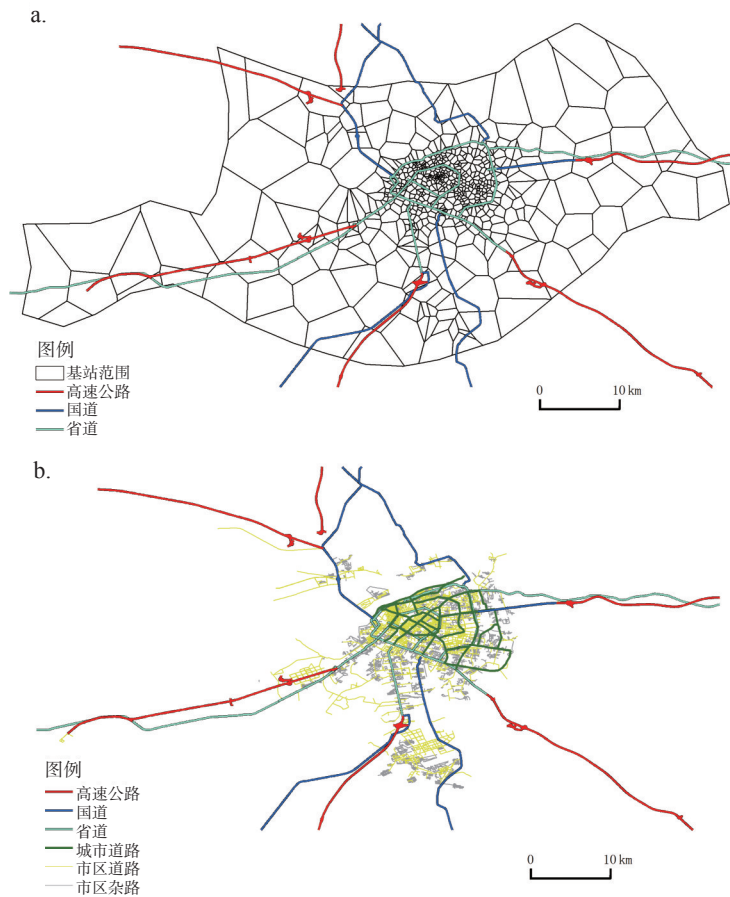 a.
图例
基站范围
高速公路
国道
省道
0 10 km
b.
图例
高速公路
国道
省道
城市道路
市区道路
市区杂路
0 10 km